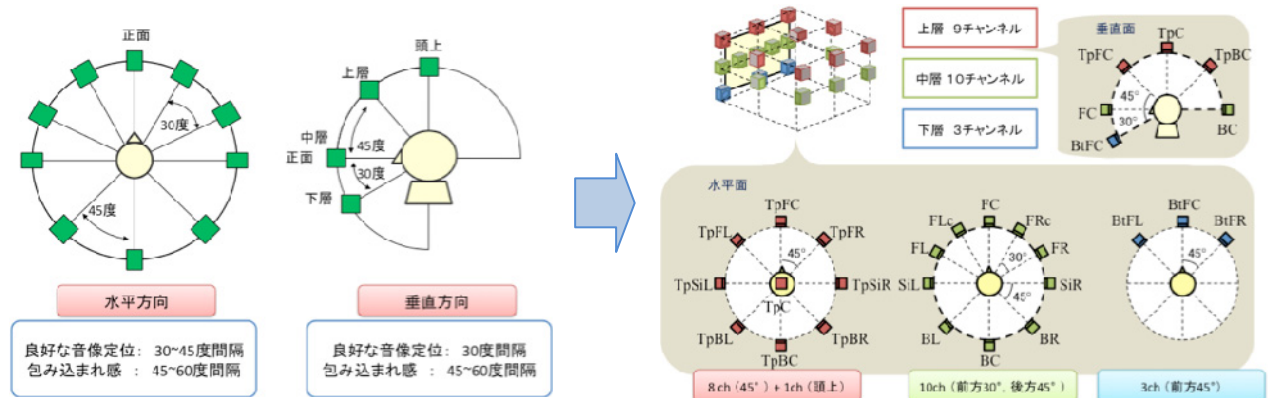 正面
30度
45度
水平方向
良好な音像定位： 30~45度間隔
包み込まれ感 ： 45~60度間隔
頭上
上層
中層
正面
下層
45度
30度
垂直方向
良好な音像定位： 30度間隔
包み込まれ感 ： 45~60度間隔
上層 9チャンネル
中層 10チャンネル
下層 3チャンネル
垂直面
TpC
TpFC
TpBC
45°
30°
FC
BC
BtFC
水平面
TpFC
TpFL
TpFR
45°
TpSiL
TpSiR
TpC
TpBL
TpBR
TpBC
8ch （45°）＋1ch（頭上）
FC
FLc
FRc
FL
FR
30°
SiL
SiR
45°
BL
BR
BC
10ch （前方30°、後方45°）
BtFC
BtFL
BtFR
45°
3ch （前方45°）